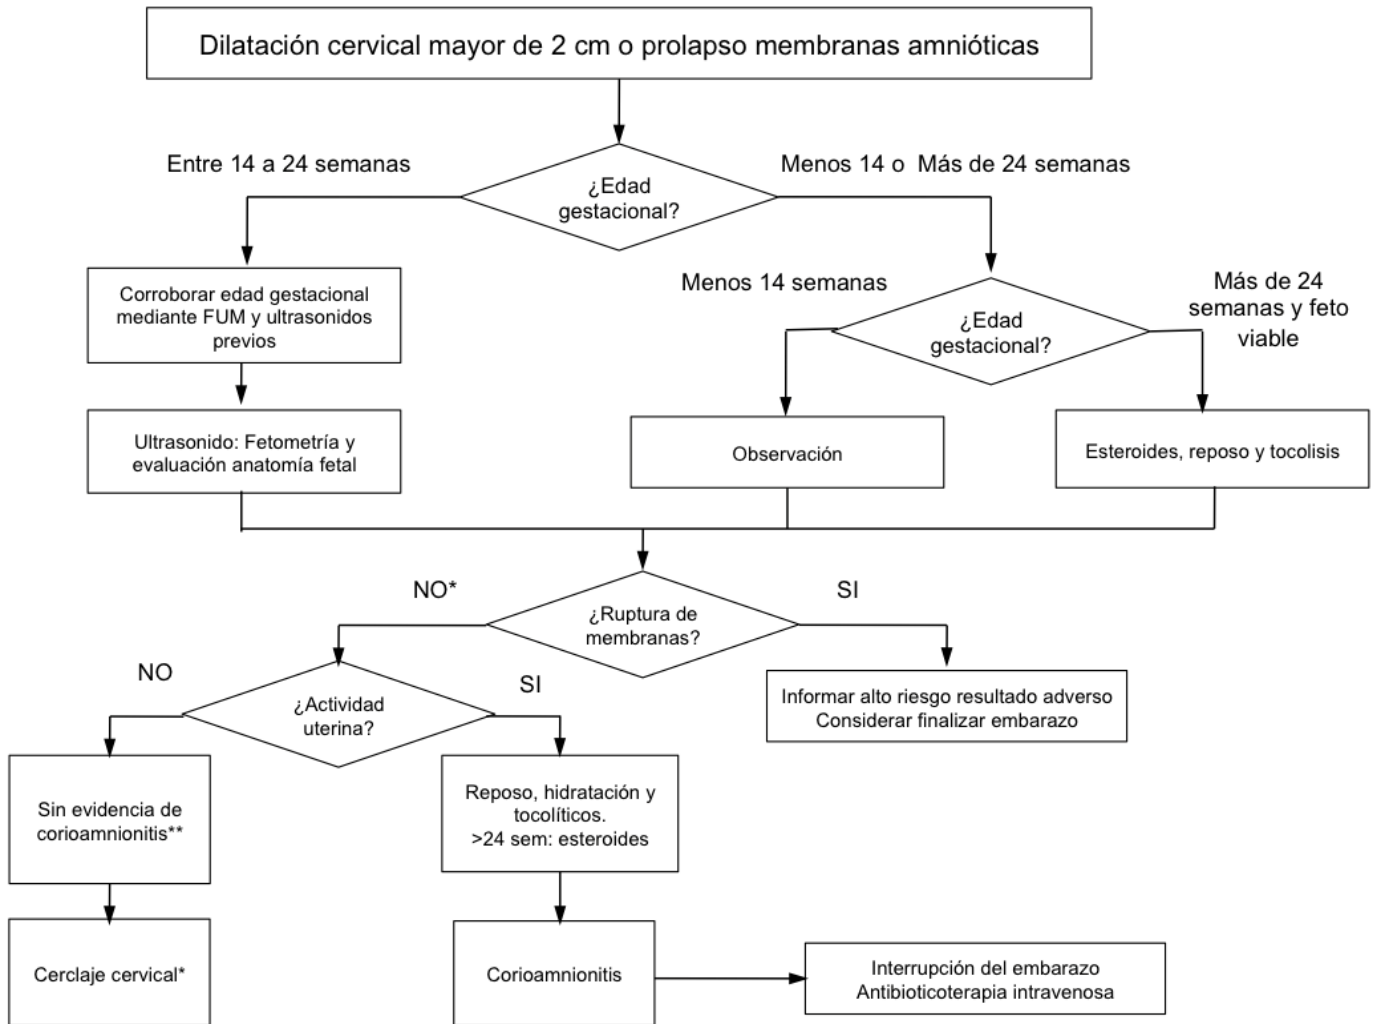 Dilatación cervical mayor de 2 cm o prolapso membranas amnióticas
Entre 14 a 24 semanas
Menos 14 o Más de 24 semanas
¿Edad
gestacional?
Corroborar edad gestacional
mediante FUM y ultrasonidos
previos
Menos 14 semanas
¿Edad
gestacional?
Más de 24
semanas y feto
viable
Ultrasonido: Fetometría y
evaluación anatomía fetal
Observación
Esteroides, reposo y tocolisis
NO*
¿Ruptura de
membranas?
SI
NO
¿Actividad
uterina?
SI
Informar alto riesgo resultado adverso
Considerar finalizar embarazo
Sin evidencia de
corioamnionitis**
Reposo, hidratación y
tocolíticos.
>24 sem: esteroides
Cerclaje cervical*
Corioamnionitis
Interrupción del embarazo
Antibioticoterapia intravenosa